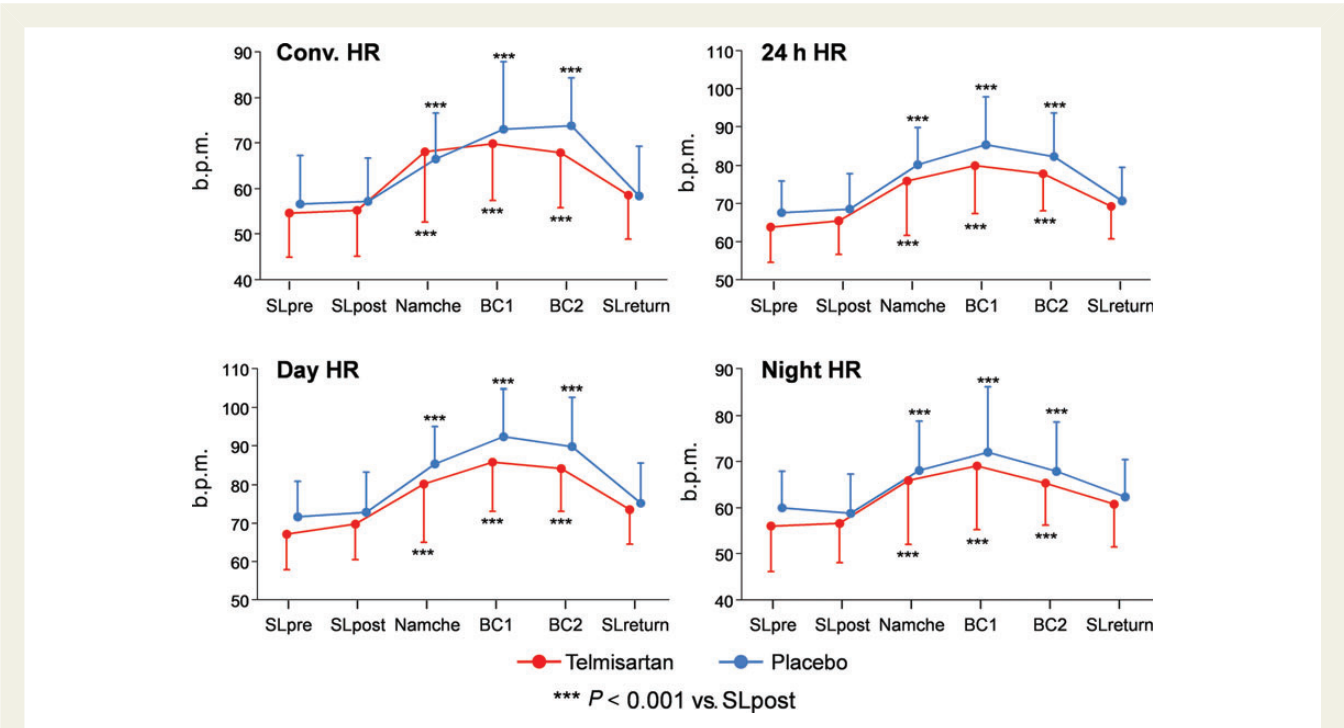 Conv. HR
90
80
70
60
50
40
b.p.m.
*** *** ***
*** *** ***
SLpre SLpost Namche BC1 BC2 SLreturn
24 h HR
110
100
90
80
70
60
50
b.p.m.
*** *** ***
*** *** ***
SLpre SLpost Namche BC1 BC2 SLreturn
Day HR
110
100
90
80
70
60
50
b.p.m.
*** *** ***
*** *** ***
SLpre SLpost Namche BC1 BC2 SLreturn
Night HR
90
80
70
60
50
40
b.p.m.
*** *** ***
*** *** ***
SLpre SLpost Namche BC1 BC2 SLreturn
Telmisartan Placebo
*** P < 0.001 vs. SLpost